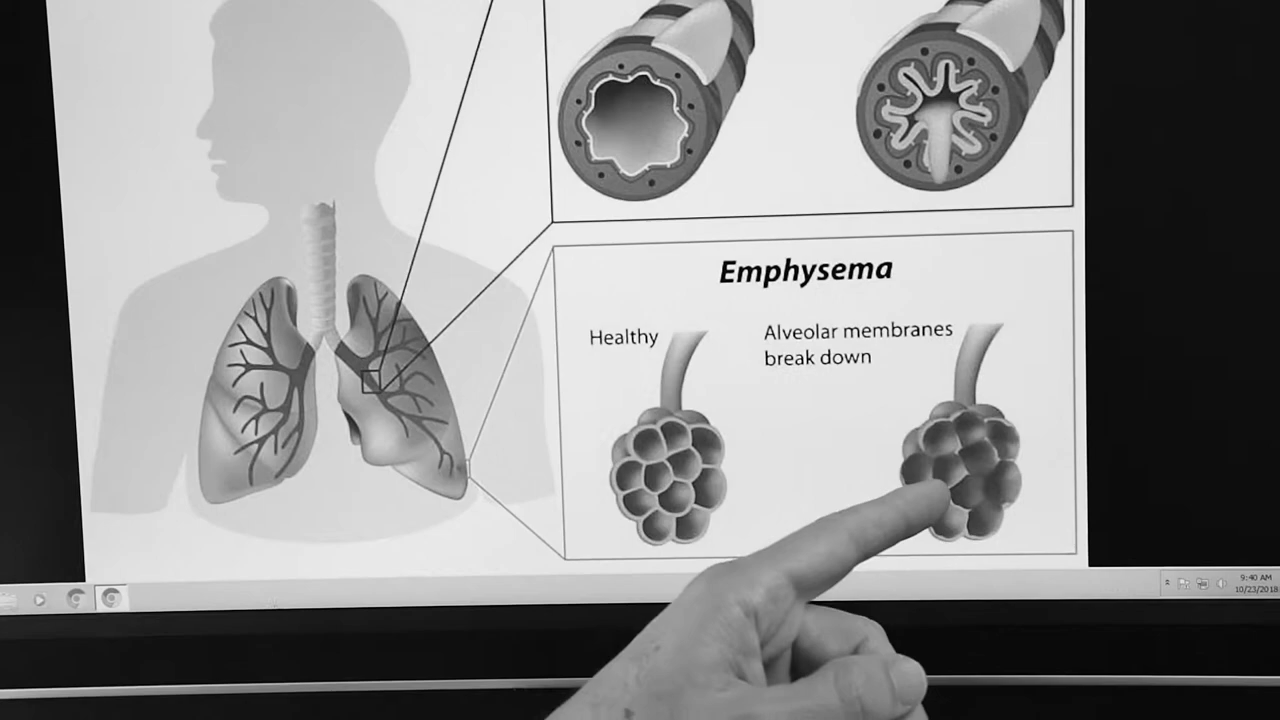 Emphysema
Healthy
Alveolar membranes
break down
9:40 AM
10/23/2018